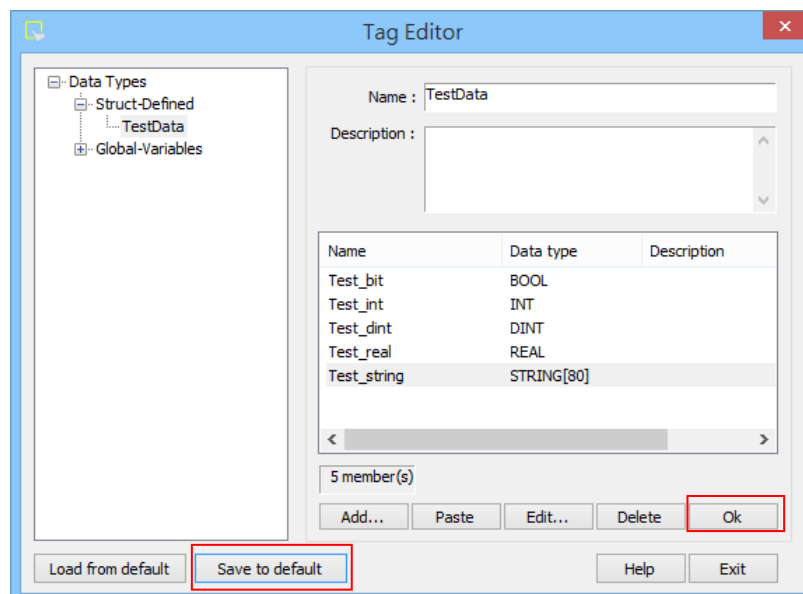 Tag Editor
Data Types
Struct-Defined
TestData
Global-Variables
Name : TestData
Description :
Name Data type Description
Test_bit BOOL
Test_int INT
Test_dint DINT
Test_real REAL
Test_string STRING[80]
5 member(s)
Add... Paste Edit... Delete Ok
Load from default Save to default Help Exit